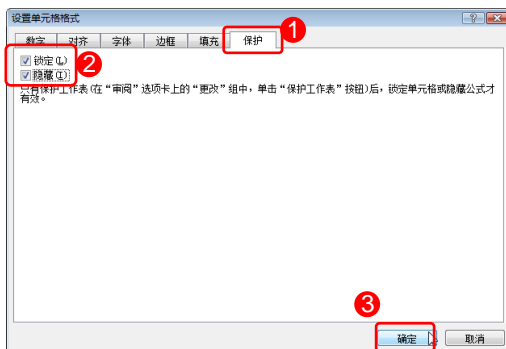 设置单元格格式
数字 对齐 字体 边框 填充 保护
1
锁定(L)
2
隐藏(I)
只有保护工作表(在“审阅”选项卡上的“更改”组中，单击“保护工作表”按钮)后，锁定单元格或隐藏公式才
有效。
3
确定 取消